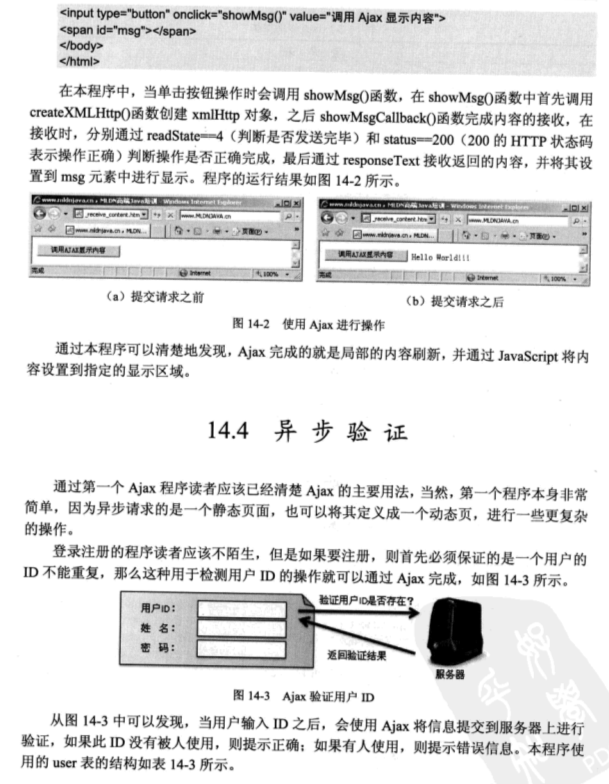 <input type="button" onclick="showMsg()" value="调用 Ajax 显示内容">
<span id="msg"></span>
</body>
</html>
在本程序中，当单击按钮操作时会调用 showMsg()函数，在 showMsg()函数中首先调用
createXMLHttp()函数创建 xmlHttp 对象，之后 showMsgCallback()函数完成内容的接收，在
接收时，分别通过 readState==4（判断是否发送完毕）和 status==200（200 的 HTTP 状态码
表示操作正确）判断操作是否正确完成，最后通过 responseText 接收返回的内容，并将其设
置到 msg 元素中进行显示。程序的运行结果如图 14-2 所示。
www.mldnjava.cn, MLDN高端Java培训 - Windows Internet Explorer
www.mldnjava.cn, MLDN高端Java培训 - Windows Internet Explorer
_receive_content.htm
www.MLDNJAVA.cn
_receive_content.htm
www.MLDNJAVA.cn
www.mldnjava.cn, MLDN...
页面(P)
www.mldnjava.cn, MLDN...
页面(P)
调用AJAX显示内容
调用AJAX显示内容
Hello World!!!
完成
Internet
100%
完成
Internet
100%
（a）提交请求之前
（b）提交请求之后
图 14-2 使用 Ajax 进行操作
通过本程序可以清楚地发现，Ajax 完成的就是局部的内容刷新，并通过 JavaScript 将内
容设置到指定的显示区域。
14.4 异步验证
通过第一个 Ajax 程序读者应该已经清楚 Ajax 的主要用法，当然，第一个程序本身非常
简单，因为异步请求的是一个静态页面，也可以将其定义成一个动态页，进行一些更复杂
的操作。
登录注册的程序读者应该不陌生，但是如果要注册，则首先必须保证的是一个用户的
ID 不能重复，那么这种用于检测用户 ID 的操作就可以通过 Ajax 完成，如图 14-3 所示。
用户ID：
验证用户ID是否存在？
姓 名：
密 码：
返回验证结果
服务器
图 14-3 Ajax 验证用户 ID
从图 14-3 中可以发现，当用户输入 ID 之后，会使用 Ajax 将信息提交到服务器上进行
验证，如果此 ID 没有被人使用，则提示正确；如果有人使用，则提示错误信息。本程序使
用的 user 表的结构如表 14-3 所示。
PD